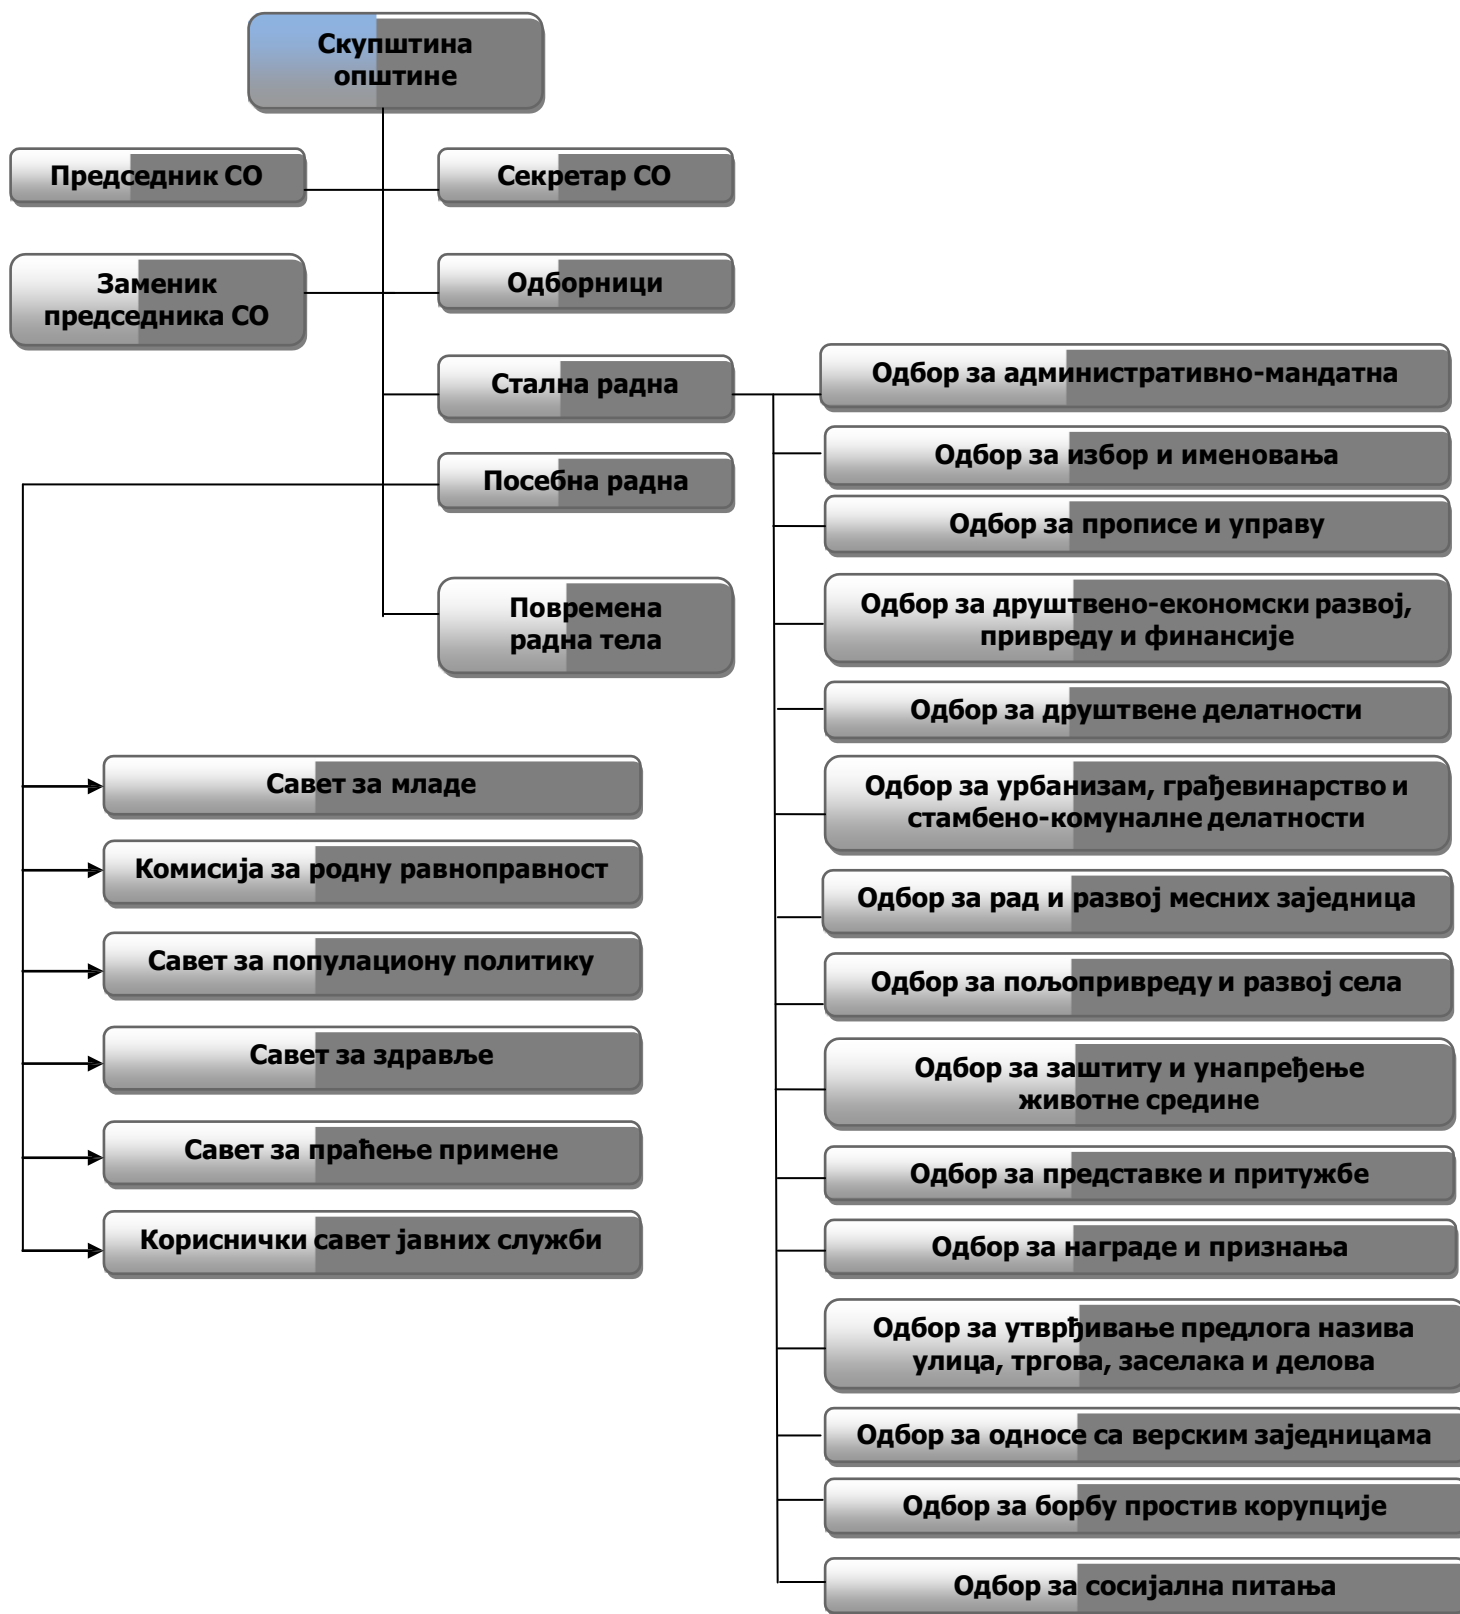 Скупштина
општине
Председник СО
Секретар СО
Заменик
председника СО
Одборници
Стална радна
Посебна радна
Повремена
радна тела
Одбор за административно-мандатна
Одбор за избор и именовања
Одбор за прописе и управу
Одбор за друштвено-економски развој,
привреду и финансије
Одбор за друштвене делатности
Одбор за урбанизам, грађевинарство и
стамбено-комуналне делатности
Одбор за рад и развој месних заједница
Одбор за пољопривреду и развој села
Одбор за заштиту и унапређење
животне средине
Одбор за представке и притужбе
Одбор за награде и признања
Одбор за утврђивање предлога назива
улица, тргова, заселака и делова
Одбор за односе са верским заједницама
Одбор за борбу простив корупције
Одбор за сосијална питања
Савет за младе
Комисија за родну равноправност
Савет за популациону политику
Савет за здравље
Савет за праћење примене
Кориснички савет јавних служби